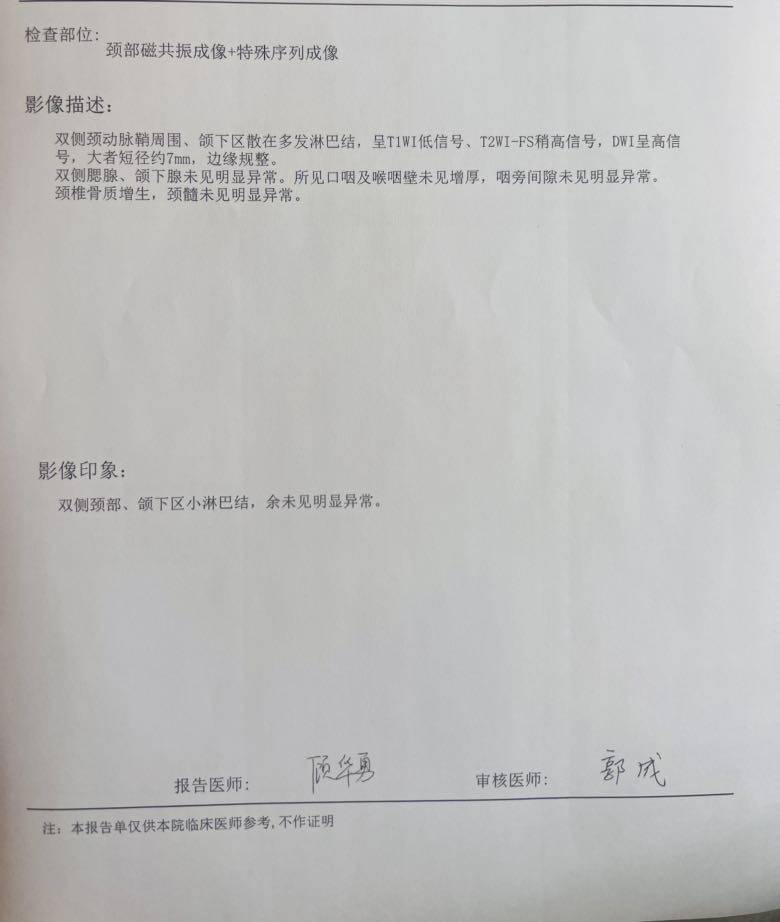 检查部位:
颈部磁共振成像+特殊序列成像
影像描述:
双侧颈动脉鞘周围、颌下区散在多发淋巴结，呈T1WI低信号、T2WI-FS稍高信号，DWI呈高信
号，大者短径约7mm，边缘规整。
双侧腮腺、颌下腺未见明显异常。所见口咽及喉咽壁未见增厚，咽旁间隙未见明显异常。
颈椎骨质增生，颈髓未见明显异常。
影像印象:
双侧颈部、颌下区小淋巴结，余未见明显异常。
报告医师: 顾华勇 审核医师: 郭成
注: 本报告单仅供本院临床医师参考,不作证明